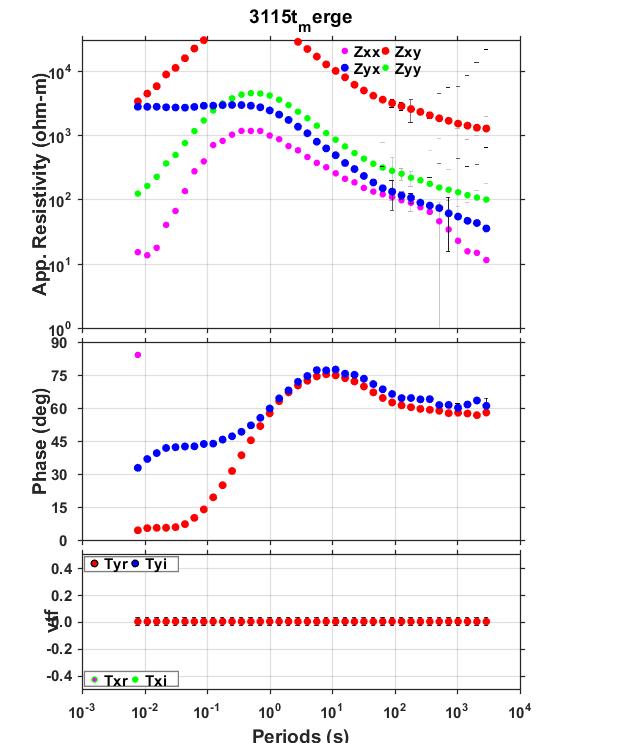 3115t_merge
App. Resistivity (ohm-m)
10^4
10^3
10^2
10^1
10^0
Zxx Zxy
Zyx Zyy
Phase (deg)
90
75
60
45
30
15
0
vtf
0.4
0.2
0.0
-0.2
-0.4
Tyr Tyi
Txr Txi
10^-3 10^-2 10^-1 10^0 10^1 10^2 10^3 10^4
Periods (s)